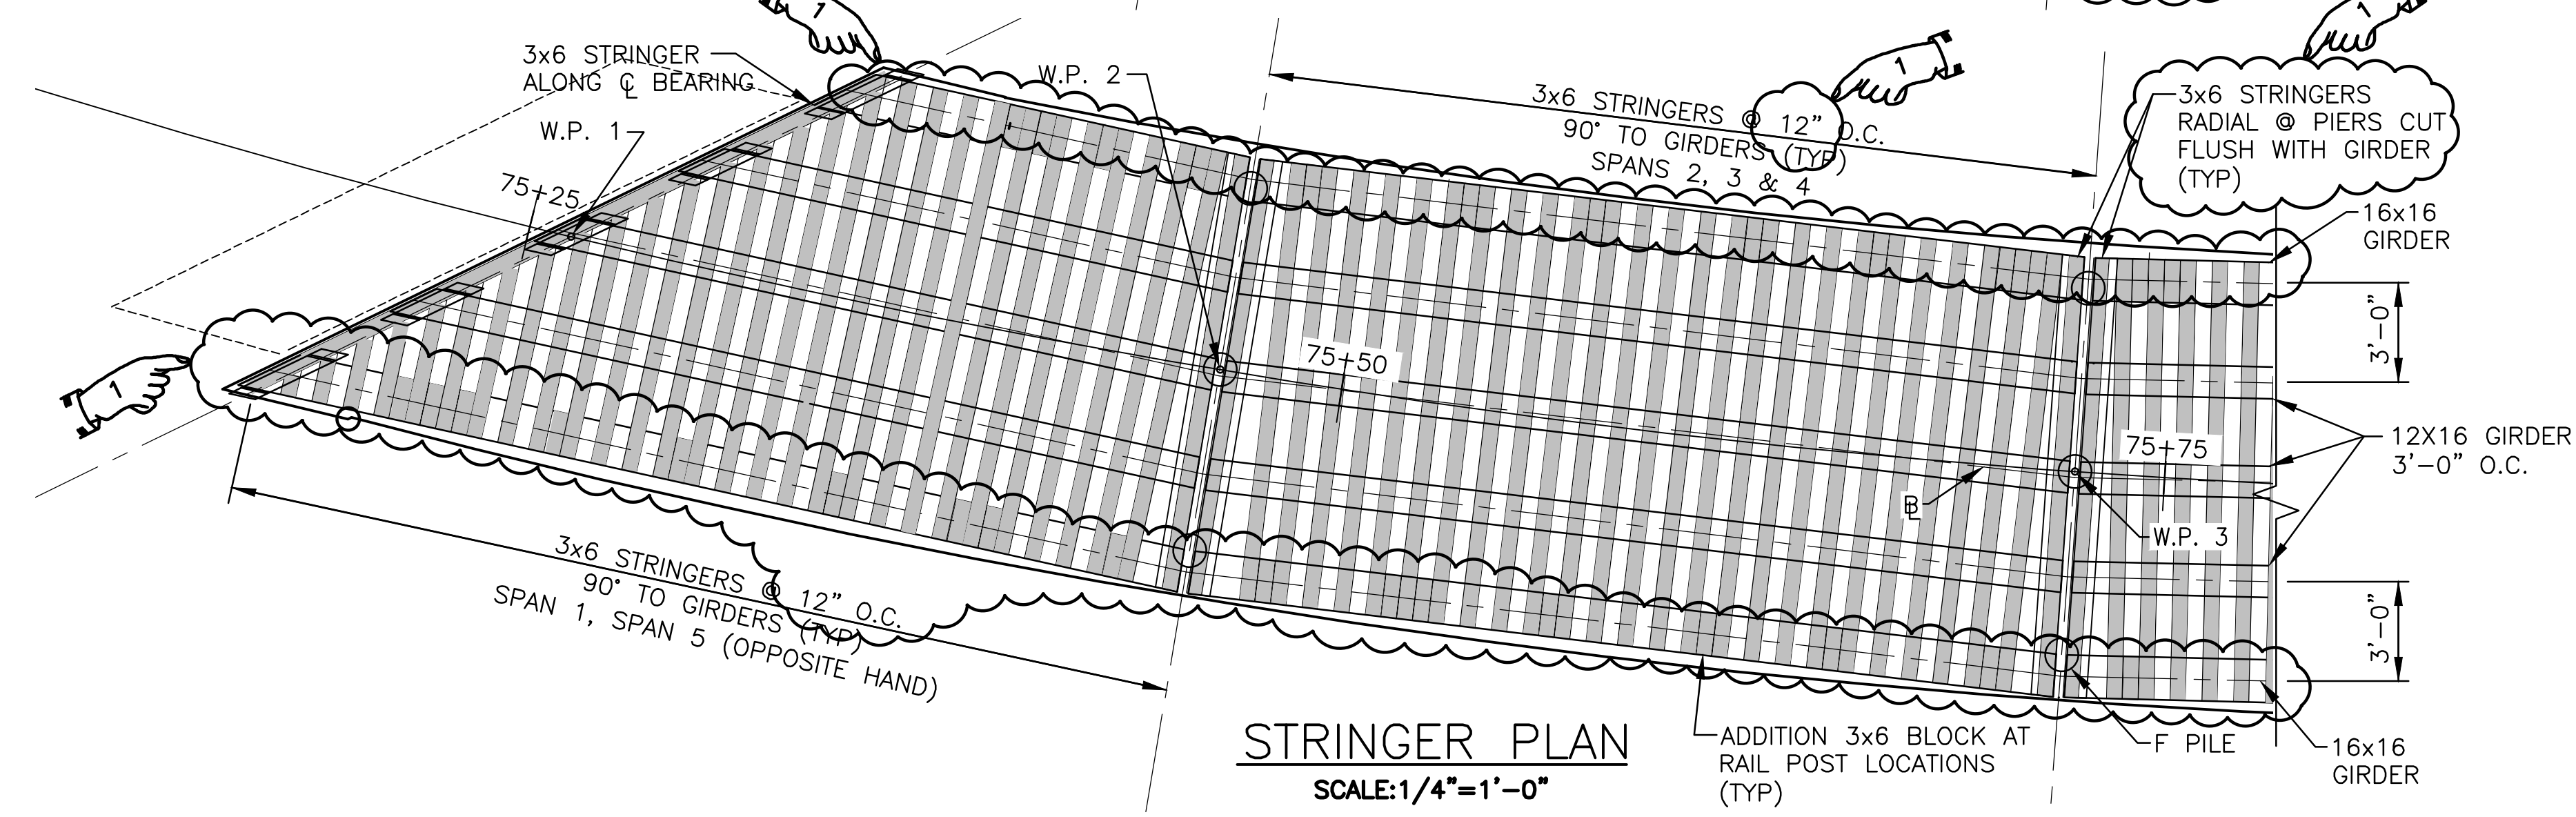 1
1
1
3x6 STRINGER
ALONG ℄ BEARING
W.P. 1
75+25
W.P. 2
3x6 STRINGERS @ 12" O.C.
90° TO GIRDERS (TYP)
SPANS 2, 3 & 4
3x6 STRINGERS
RADIAL @ PIERS CUT
FLUSH WITH GIRDER
(TYP)
16x16
GIRDER
3'-0"
75+50
12X16 GIRDER
3'-0" O.C.
75+75
BL
W.P. 3
1
3x6 STRINGERS @ 12" O.C.
90° TO GIRDERS (TYP)
SPAN 1, SPAN 5 (OPPOSITE HAND)
3'-0"
F PILE
16x16
GIRDER
ADDITION 3x6 BLOCK AT
RAIL POST LOCATIONS
(TYP)
STRINGER PLAN
SCALE:1/4"=1'-0"